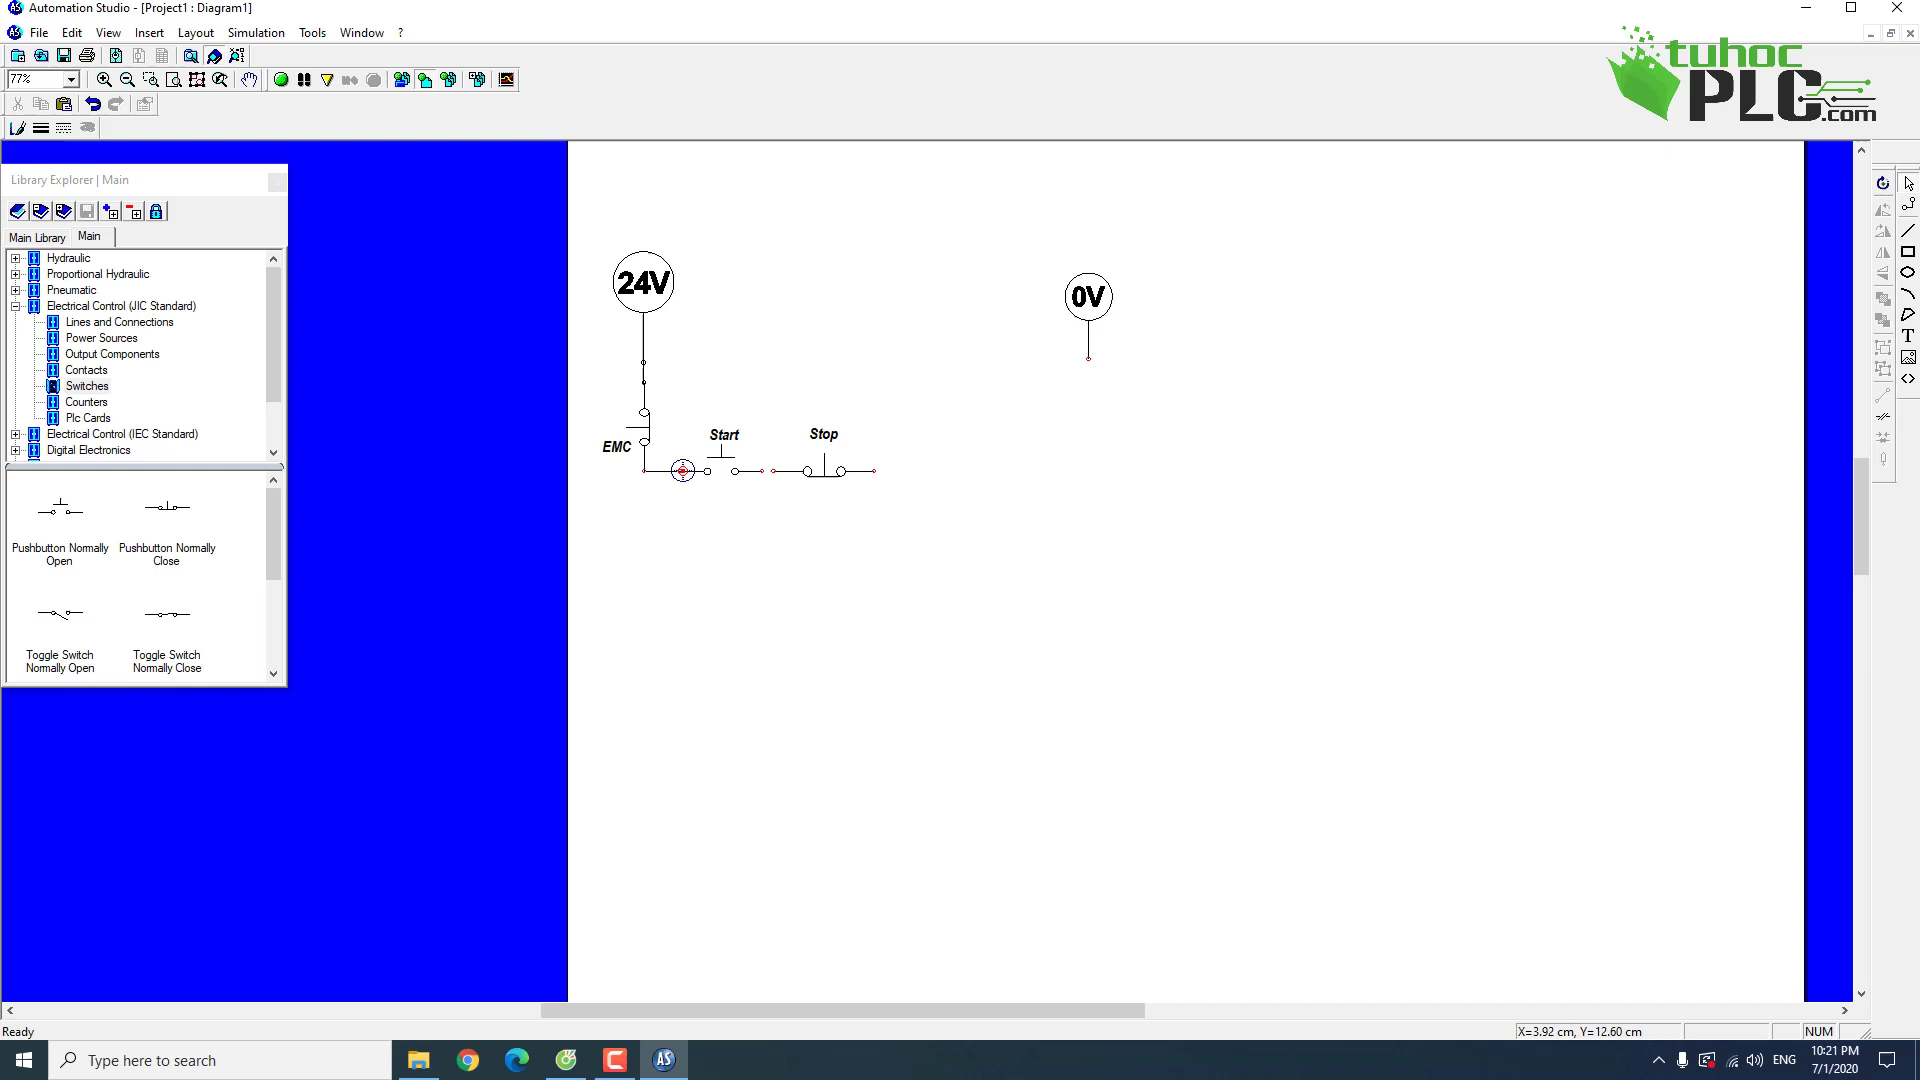 Automation Studio - [Project1 : Diagram1]
File Edit View Insert Layout Simulation Tools Window ?
77%
tuhoc
PLC.com
Library Explorer | Main
Main Library Main
Hydraulic
Proportional Hydraulic
Pneumatic
Electrical Control (JIC Standard)
Lines and Connections
Power Sources
Output Components
Contacts
Switches
Counters
Plc Cards
Electrical Control (IEC Standard)
Digital Electronics
Pushbutton Normally Open
Pushbutton Normally Close
Toggle Switch Normally Open
Toggle Switch Normally Close
24V
0V
EMC
Start
Stop
Ready
X=3.92 cm, Y=12.60 cm
NUM
Type here to search
ENG
10:21 PM
7/1/2020